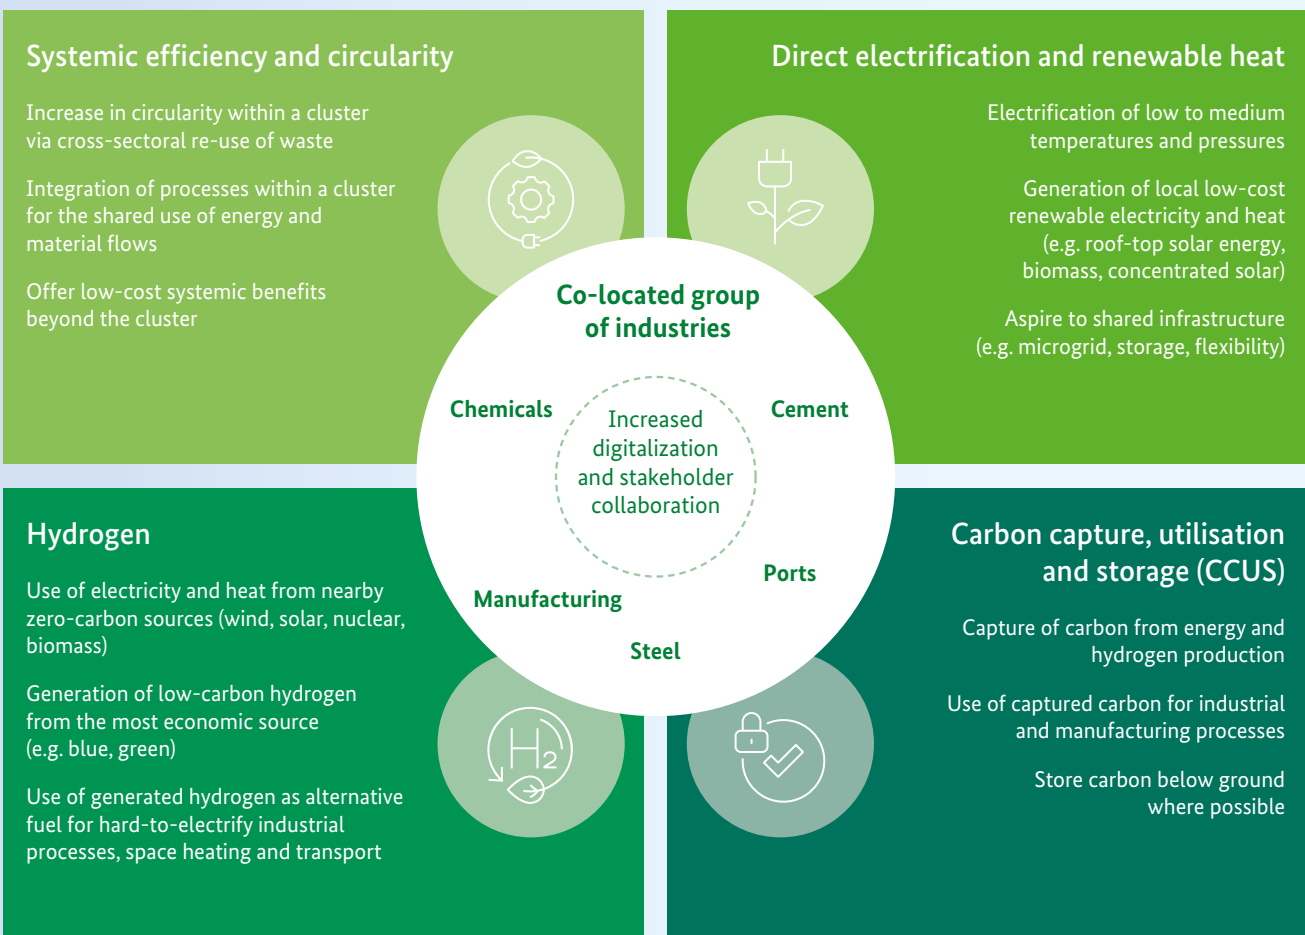 Systemic efficiency and circularity
Increase in circularity within a cluster
via cross-sectoral re-use of waste
Integration of processes within a cluster
for the shared use of energy and
material flows
Offer low-cost systemic benefits
beyond the cluster
Direct electrification and renewable heat
Electrification of low to medium
temperatures and pressures
Generation of local low-cost
renewable electricity and heat
(e.g. roof-top solar energy,
biomass, concentrated solar)
Aspire to shared infrastructure
(e.g. microgrid, storage, flexibility)
Co-located group
of industries
Chemicals
Cement
Increased
digitalization
and stakeholder
collaboration
Ports
Manufacturing
Steel
Hydrogen
Use of electricity and heat from nearby
zero-carbon sources (wind, solar, nuclear,
biomass)
Generation of low-carbon hydrogen
from the most economic source
(e.g. blue, green)
Use of generated hydrogen as alternative
fuel for hard-to-electrify industrial
processes, space heating and transport
H2
Carbon capture, utilisation
and storage (CCUS)
Capture of carbon from energy and
hydrogen production
Use of captured carbon for industrial
and manufacturing processes
Store carbon below ground
where possible